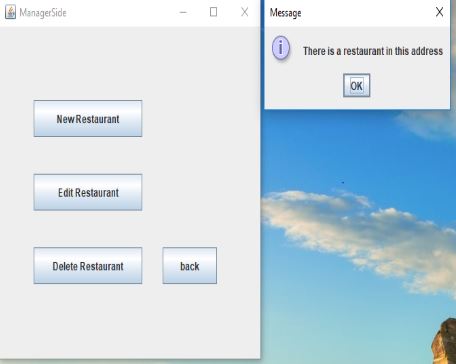 ManagerSide
New Restaurant
Edit Restaurant
Delete Restaurant
back
Message
There is a restaurant in this address
OK